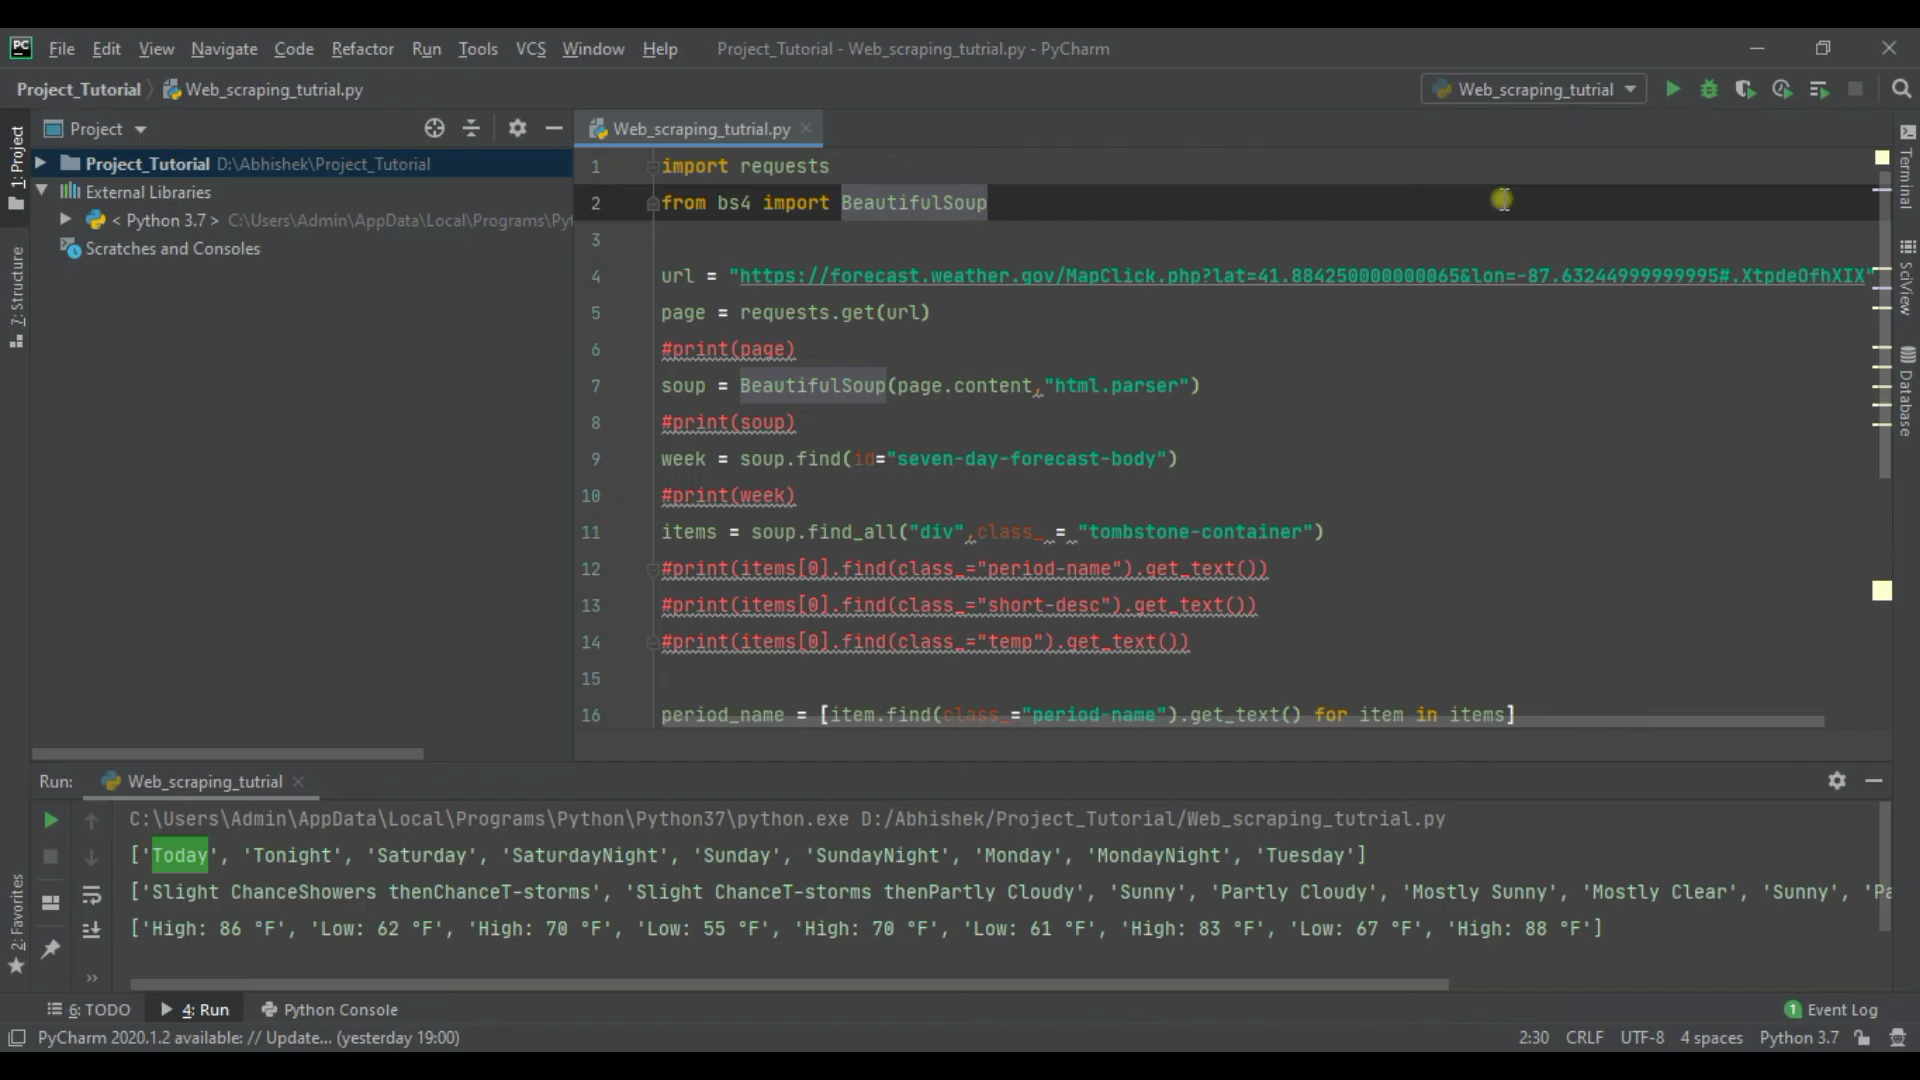 PC File Edit View Navigate Code Refactor Run Tools VCS Window Help Project_Tutorial - Web_scraping_tutrial.py - PyCharm
Project_Tutorial Web_scraping_tutrial.py Web_scraping_tutrial
1: Project
7: Structure
2: Favorites
Project
Project_Tutorial D:\Abhishek\Project_Tutorial
External Libraries
< Python 3.7 > C:\Users\Admin\AppData\Local\Programs\Pyt
Scratches and Consoles
Web_scraping_tutrial.py
1 import requests
2 from bs4 import BeautifulSoup
3
4 url = "https://forecast.weather.gov/MapClick.php?lat=41.884250000000065&lon=-87.63244999999995#.XtpdeOfhXIX"
5 page = requests.get(url)
6 #print(page)
7 soup = BeautifulSoup(page.content,"html.parser")
8 #print(soup)
9 week = soup.find(id="seven-day-forecast-body")
10 #print(week)
11 items = soup.find_all("div",class_ = "tombstone-container")
12 #print(items[0].find(class_="period-name").get_text())
13 #print(items[0].find(class_="short-desc").get_text())
14 #print(items[0].find(class_="temp").get_text())
15
16 period_name = [item.find(class_="period-name").get_text() for item in items]
Terminal
SciView
Database
Run: Web_scraping_tutrial
C:\Users\Admin\AppData\Local\Programs\Python\Python37\python.exe D:/Abhishek/Project_Tutorial/Web_scraping_tutrial.py
['Today', 'Tonight', 'Saturday', 'SaturdayNight', 'Sunday', 'SundayNight', 'Monday', 'MondayNight', 'Tuesday']
['Slight ChanceShowers thenChanceT-storms', 'Slight ChanceT-storms thenPartly Cloudy', 'Sunny', 'Partly Cloudy', 'Mostly Sunny', 'Mostly Clear', 'Sunny', 'Pa
['High: 86 °F', 'Low: 62 °F', 'High: 70 °F', 'Low: 55 °F', 'High: 70 °F', 'Low: 61 °F', 'High: 83 °F', 'Low: 67 °F', 'High: 88 °F']
6: TODO 4: Run Python Console 1 Event Log
PyCharm 2020.1.2 available: // Update... (yesterday 19:00) 2:30 CRLF UTF-8 4 spaces Python 3.7